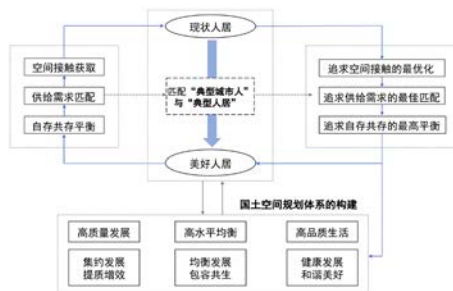 现状人居
空间接触获取
供给需求匹配
自存共存平衡
匹配“典型城市人”
与“典型人居”
追求空间接触的最优化
追求供给需求的最佳匹配
追求自存共存的最高平衡
美好人居
国土空间规划体系的构建
高质量发展
高水平均衡
高品质生活
集约发展
提质增效
均衡发展
包容共生
健康发展
和谐美好